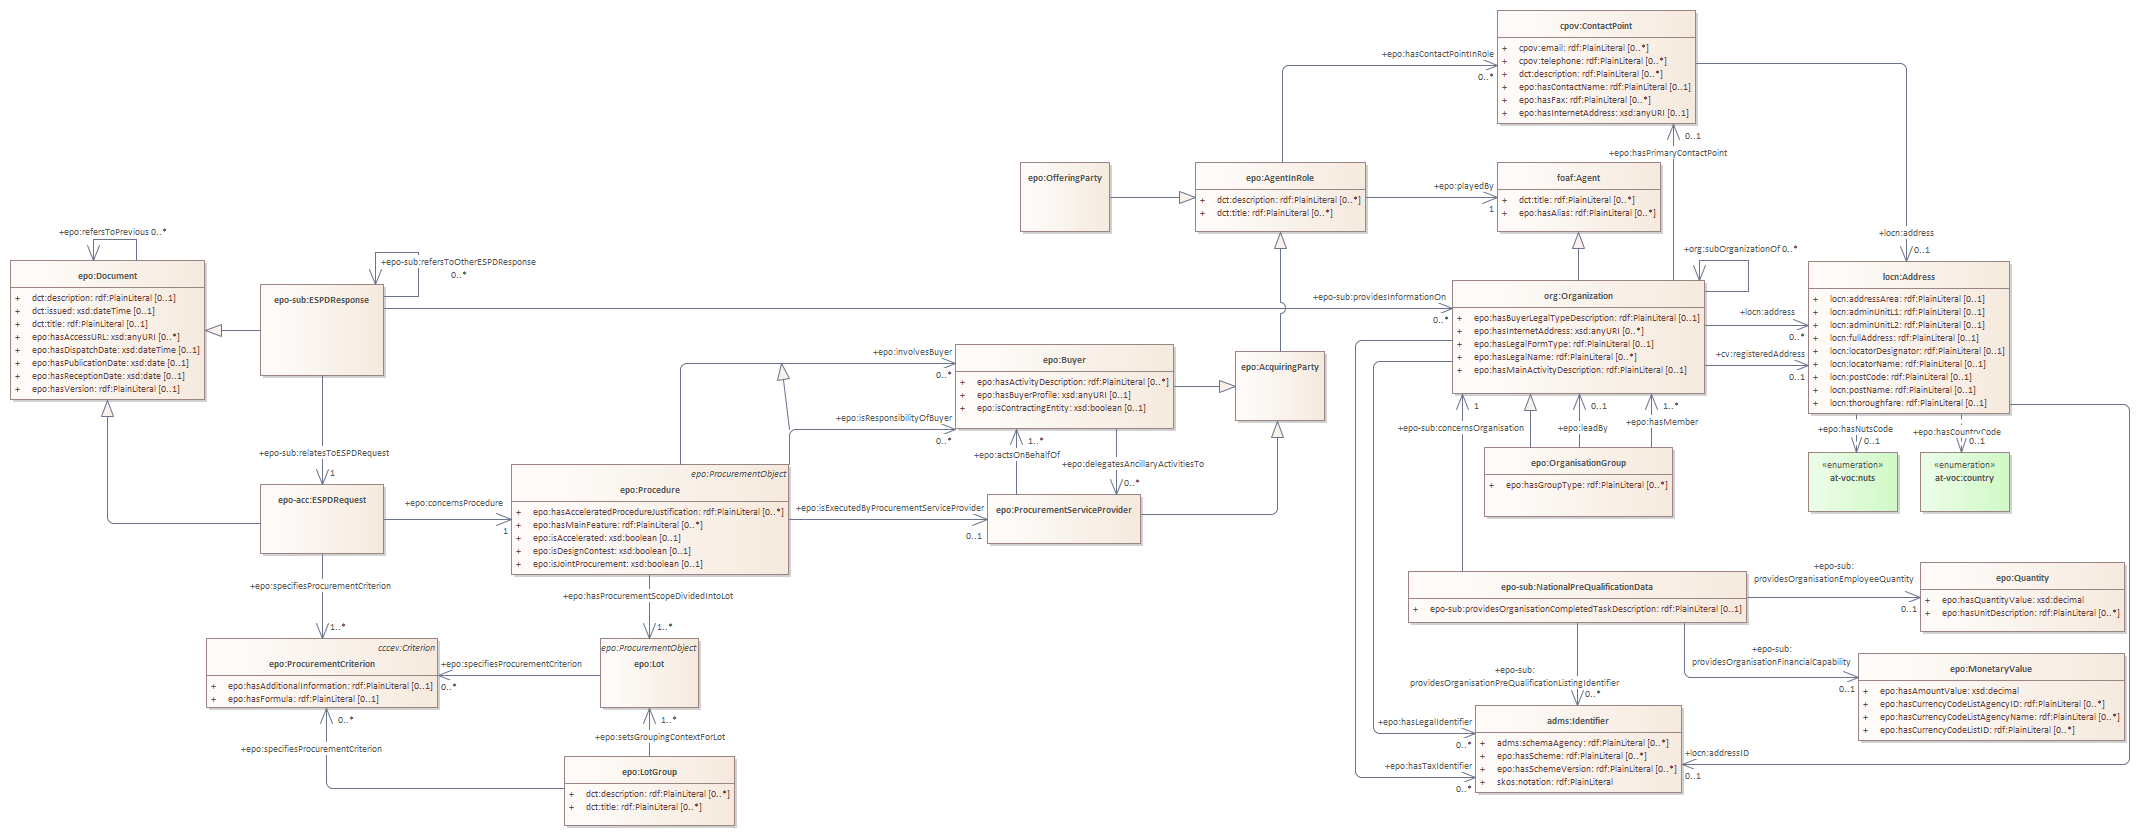 cpov:ContactPoint
+ cpov:email: rdf:PlainLiteral [0..*]
+ cpov:telephone: rdf:PlainLiteral [0..*]
+ dct:description: rdf:PlainLiteral [0..*]
+ epo:hasContactName: rdf:PlainLiteral [0..1]
+ epo:hasFax: rdf:PlainLiteral [0..*]
+ epo:hasInternetAddress: xsd:anyURI [0..1]
+epo:hasContactPointInRole
0..*
0..1
+epo:hasPrimaryContactPoint
epo:OfferingParty
epo:AgentInRole
+ dct:description: rdf:PlainLiteral [0..*]
+ dct:title: rdf:PlainLiteral [0..*]
+epo:playedBy
1
foaf:Agent
+ dct:title: rdf:PlainLiteral [0..*]
+ epo:hasAlias: rdf:PlainLiteral [0..*]
+locn:address
0..1
+epo:refersToPrevious 0..*
epo:Document
+ dct:description: rdf:PlainLiteral [0..1]
+ dct:issued: xsd:dateTime [0..1]
+ dct:title: rdf:PlainLiteral [0..1]
+ epo:hasAccessURL: xsd:anyURI [0..*]
+ epo:hasDispatchDate: xsd:dateTime [0..1]
+ epo:hasPublicationDate: xsd:date [0..1]
+ epo:hasReceptionDate: xsd:date [0..1]
+ epo:hasVersion: rdf:PlainLiteral [0..1]
epo-sub:ESPDResponse
+epo-sub:refersToOtherESPDResponse
0..*
+epo-sub:providesInformationOn
0..*
org:Organization
+ epo:hasBuyerLegalTypeDescription: rdf:PlainLiteral [0..1]
+ epo:hasInternetAddress: xsd:anyURI [0..*]
+ epo:hasLegalFormType: rdf:PlainLiteral [0..1]
+ epo:hasLegalName: rdf:PlainLiteral [0..*]
+ epo:hasMainActivityDescription: rdf:PlainLiteral [0..1]
+org:subOrganizationOf 0..*
+locn:address
0..*
+cv:registeredAddress
0..1
locn:Address
+ locn:addressArea: rdf:PlainLiteral [0..1]
+ locn:adminUnitL1: rdf:PlainLiteral [0..1]
+ locn:adminUnitL2: rdf:PlainLiteral [0..1]
+ locn:fullAddress: rdf:PlainLiteral [0..1]
+ locn:locatorDesignator: rdf:PlainLiteral [0..1]
+ locn:locatorName: rdf:PlainLiteral [0..1]
+ locn:postCode: rdf:PlainLiteral [0..1]
+ locn:postName: rdf:PlainLiteral [0..1]
+ locn:thoroughfare: rdf:PlainLiteral [0..1]
+epo:hasNutsCode
0..1
+epo:hasCountryCode
0..1
«enumeration»
at-voc:nuts
«enumeration»
at-voc:country
+epo:involvesBuyer
0..*
+epo:isResponsibilityOfBuyer
0..*
epo:Buyer
+ epo:hasActivityDescription: rdf:PlainLiteral [0..*]
+ epo:hasBuyerProfile: xsd:anyURI [0..1]
+ epo:isContractingEntity: xsd:boolean [0..1]
epo:AcquiringParty
1..*
+epo:actsOnBehalfOf
+epo:delegatesAncillaryActivitiesTo
0..*
epo:ProcurementServiceProvider
+epo:isExecutedByProcurementServiceProvider
0..1
+epo-sub:relatesToESPDRequest
1
epo-acc:ESPDRequest
+epo:concernsProcedure
1
epo:ProcurementObject
epo:Procedure
+ epo:hasAcceleratedProcedureJustification: rdf:PlainLiteral [0..*]
+ epo:hasMainFeature: rdf:PlainLiteral [0..*]
+ epo:isAccelerated: xsd:boolean [0..1]
+ epo:isDesignContest: xsd:boolean [0..1]
+ epo:isJointProcurement: xsd:boolean [0..1]
1
+epo-sub:concernsOrganisation
0..1
+epo:leadBy
1..*
+epo:hasMember
epo:OrganisationGroup
+ epo:hasGroupType: rdf:PlainLiteral [0..*]
+epo:specifiesProcurementCriterion
1..*
+epo:hasProcurementScopeDividedIntoLot
1..*
epo-sub:NationalPreQualificationData
+ epo-sub:providesOrganisationCompletedTaskDescription: rdf:PlainLiteral [0..1]
+epo-sub:
providesOrganisationEmployeeQuantity
0..1
epo:Quantity
+ epo:hasQuantityValue: xsd:decimal
+ epo:hasUnitDescription: rdf:PlainLiteral [0..*]
cccev:Criterion
epo:ProcurementCriterion
+ epo:hasAdditionalInformation: rdf:PlainLiteral [0..1]
+ epo:hasFormula: rdf:PlainLiteral [0..1]
+epo:specifiesProcurementCriterion
0..*
epo:ProcurementObject
epo:Lot
+epo-sub:
providesOrganisationFinancialCapability
0..1
epo:MonetaryValue
+ epo:hasAmountValue: xsd:decimal
+ epo:hasCurrencyCodeListAgencyID: rdf:PlainLiteral [0..*]
+ epo:hasCurrencyCodeListAgencyName: rdf:PlainLiteral [0..*]
+ epo:hasCurrencyCodeListID: rdf:PlainLiteral [0..*]
+epo-sub:
providesOrganisationPreQualificationListingIdentifier
0..*
0..*
+epo:specifiesProcurementCriterion
1..*
+epo:setsGroupingContextForLot
epo:LotGroup
+ dct:description: rdf:PlainLiteral [0..*]
+ dct:title: rdf:PlainLiteral [0..*]
+epo:hasLegalIdentifier
0..*
+epo:hasTaxIdentifier
0..*
adms:Identifier
+ adms:schemaAgency: rdf:PlainLiteral [0..*]
+ epo:hasScheme: rdf:PlainLiteral [0..*]
+ epo:hasSchemeVersion: rdf:PlainLiteral [0..*]
+ skos:notation: rdf:PlainLiteral
+locn:addressID
0..1